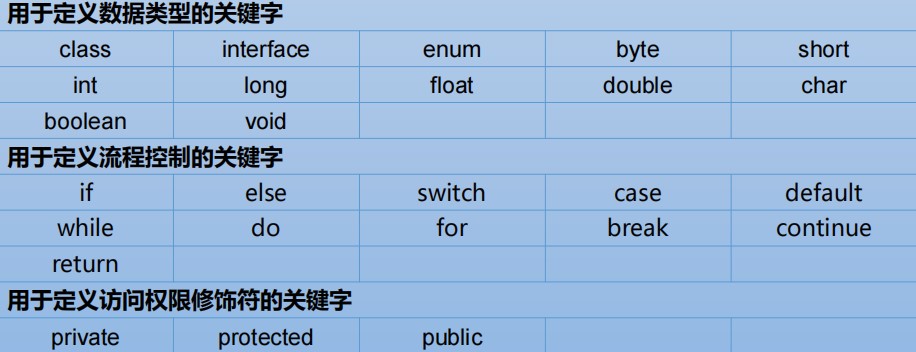 用于定义数据类型的关键字
class interface enum byte short
int long float double char
boolean void
用于定义流程控制的关键字
if else switch case default
while do for break continue
return
用于定义访问权限修饰符的关键字
private protected public